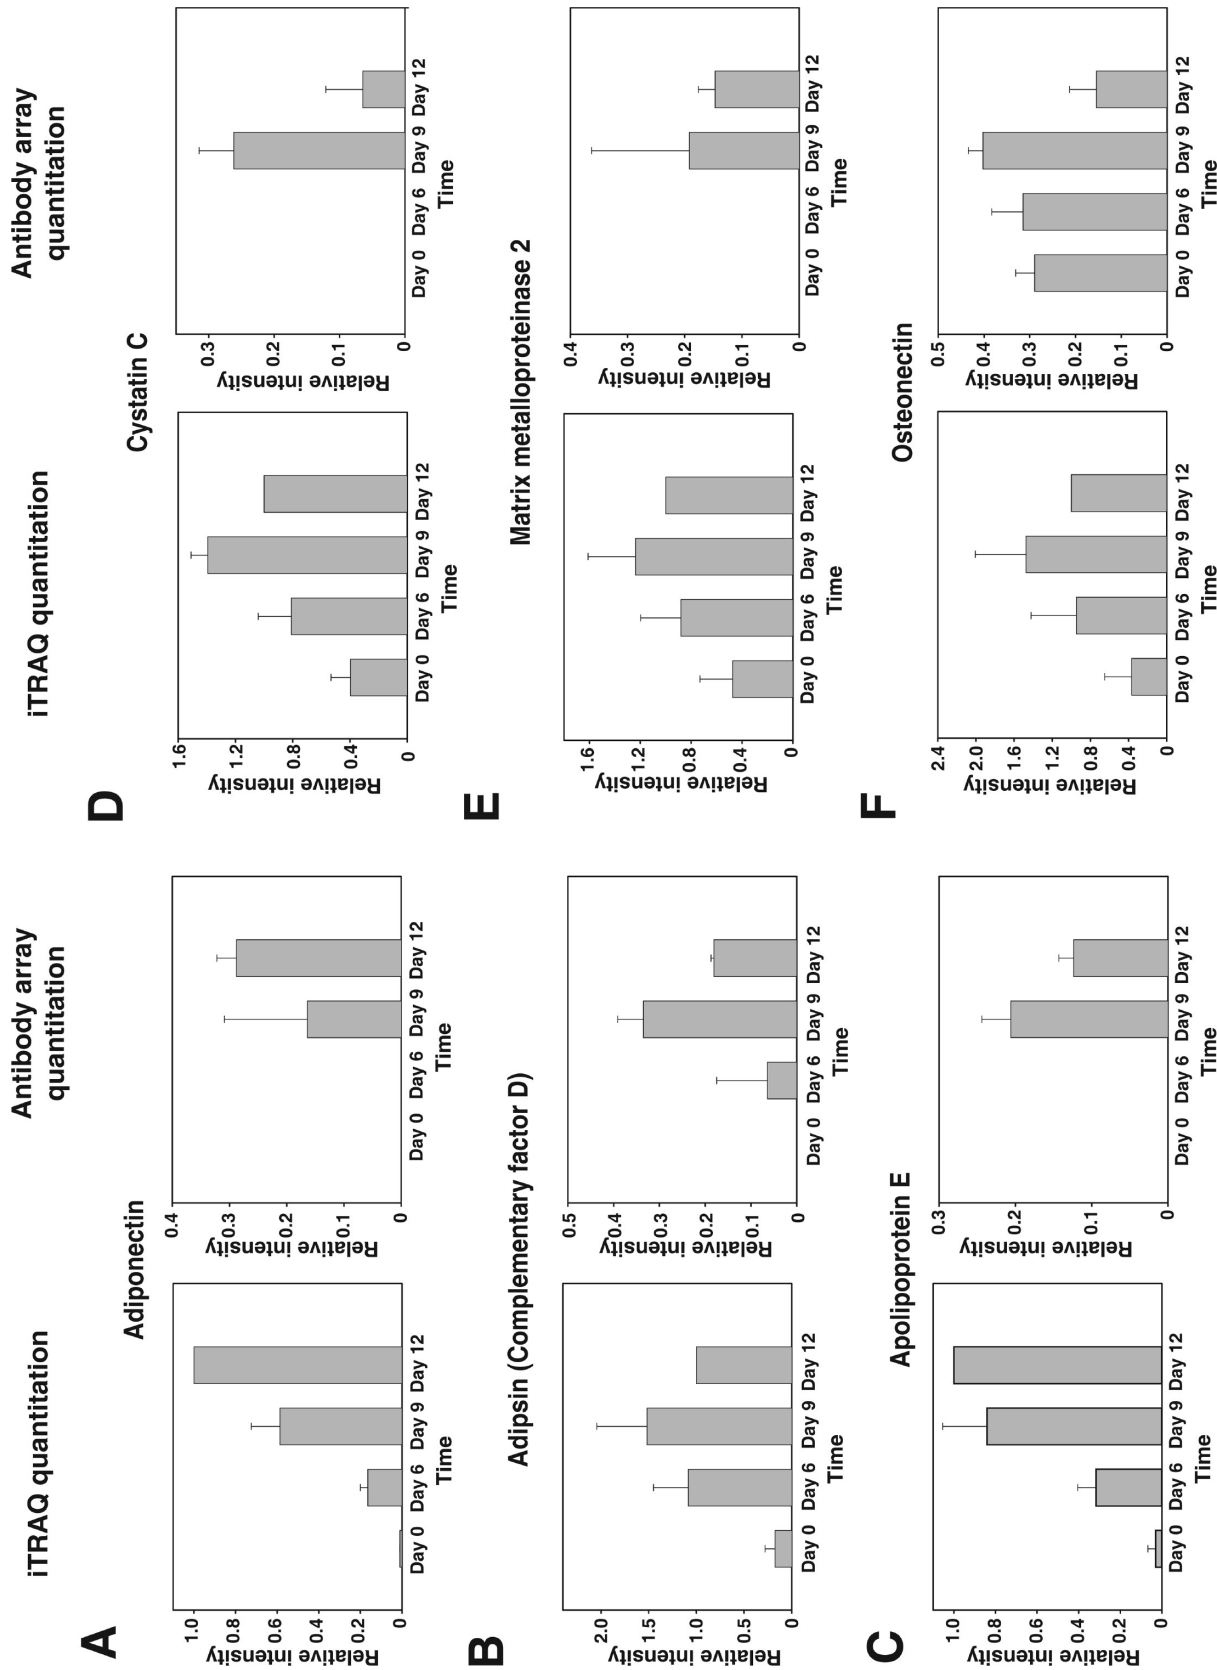 iTRAQ quantitation
Antibody array
quantitation
A
Adiponectin
Relative intensity
1.0
0.8
0.6
0.4
0.2
0
Day 0 Day 6 Day 9 Day 12
Time
Relative intensity
0.4
0.3
0.2
0.1
0
Day 0 Day 6 Day 9 Day 12
Time
B
Adipsin (Complementary factor D)
Relative intensity
2.0
1.5
1.0
0.5
0
Day 0 Day 6 Day 9 Day 12
Time
Relative intensity
0.5
0.4
0.3
0.2
0.1
0
Day 0 Day 6 Day 9 Day 12
Time
C
Apolipoprotein E
Relative intensity
1.0
0.8
0.6
0.4
0.2
0
Day 0 Day 6 Day 9 Day 12
Time
Relative intensity
0.3
0.2
0.1
0
Day 0 Day 6 Day 9 Day 12
Time
iTRAQ quantitation
Antibody array
quantitation
D
Cystatin C
Relative intensity
1.6
1.2
0.8
0.4
0
Day 0 Day 6 Day 9 Day 12
Time
Relative intensity
0.3
0.2
0.1
0
Day 0 Day 6 Day 9 Day 12
Time
E
Matrix metalloproteinase 2
Relative intensity
1.6
1.2
0.8
0.4
0
Day 0 Day 6 Day 9 Day 12
Time
Relative intensity
0.4
0.3
0.2
0.1
0
Day 0 Day 6 Day 9 Day 12
Time
F
Osteonectin
Relative intensity
2.4
2.0
1.6
1.2
0.8
0.4
0
Day 0 Day 6 Day 9 Day 12
Time
Relative intensity
0.5
0.4
0.3
0.2
0.1
0
Day 0 Day 6 Day 9 Day 12
Time